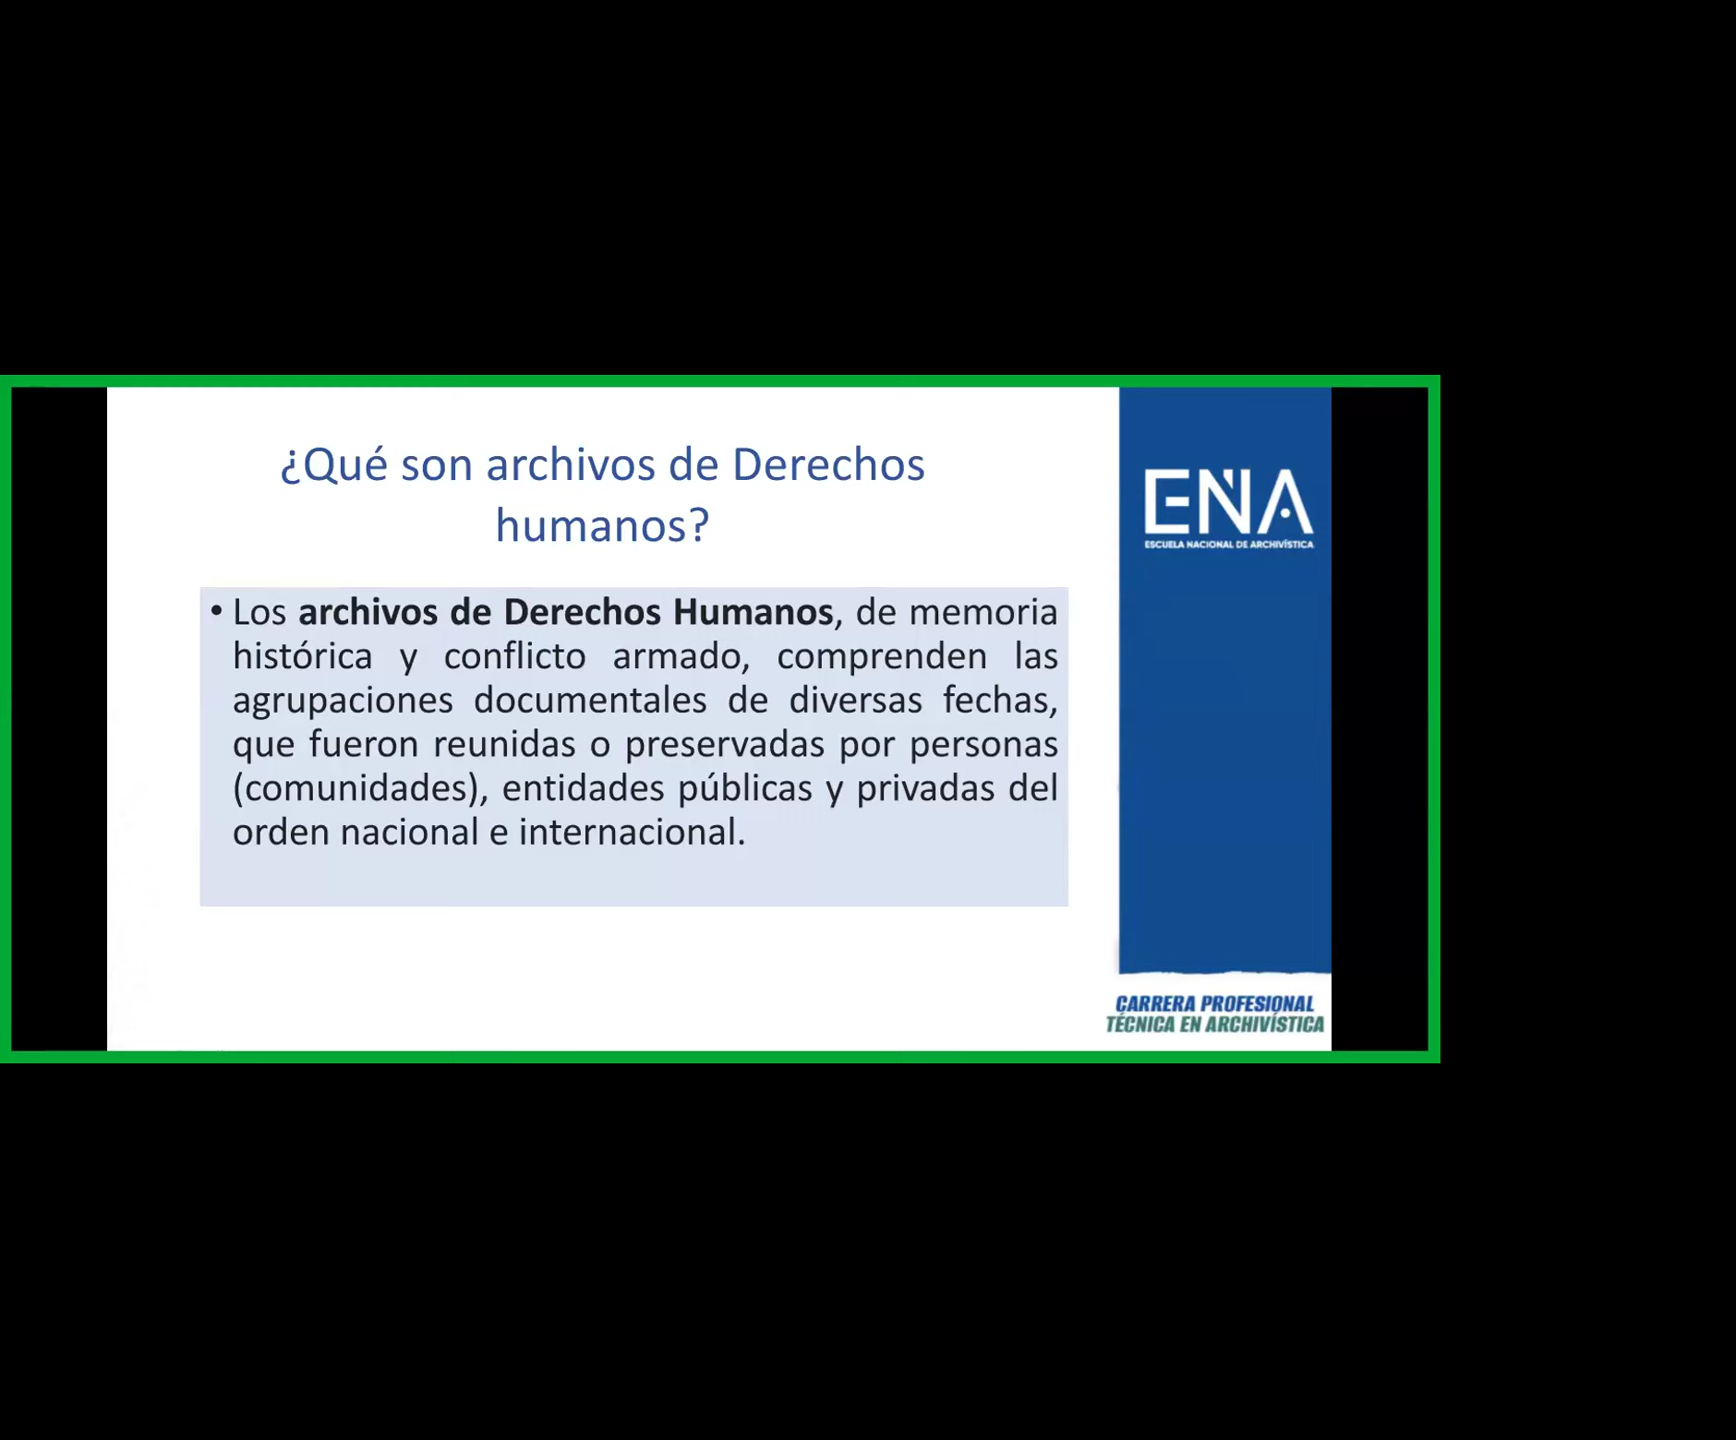 ¿Qué son archivos de Derechos
humanos?
• Los archivos de Derechos Humanos, de memoria
histórica y conflicto armado, comprenden las
agrupaciones documentales de diversas fechas,
que fueron reunidas o preservadas por personas
(comunidades), entidades públicas y privadas del
orden nacional e internacional.
ENA
ESCUELA NACIONAL DE ARCHIVÍSTICA
CARRERA PROFESIONAL
TÉCNICA EN ARCHIVÍSTICA